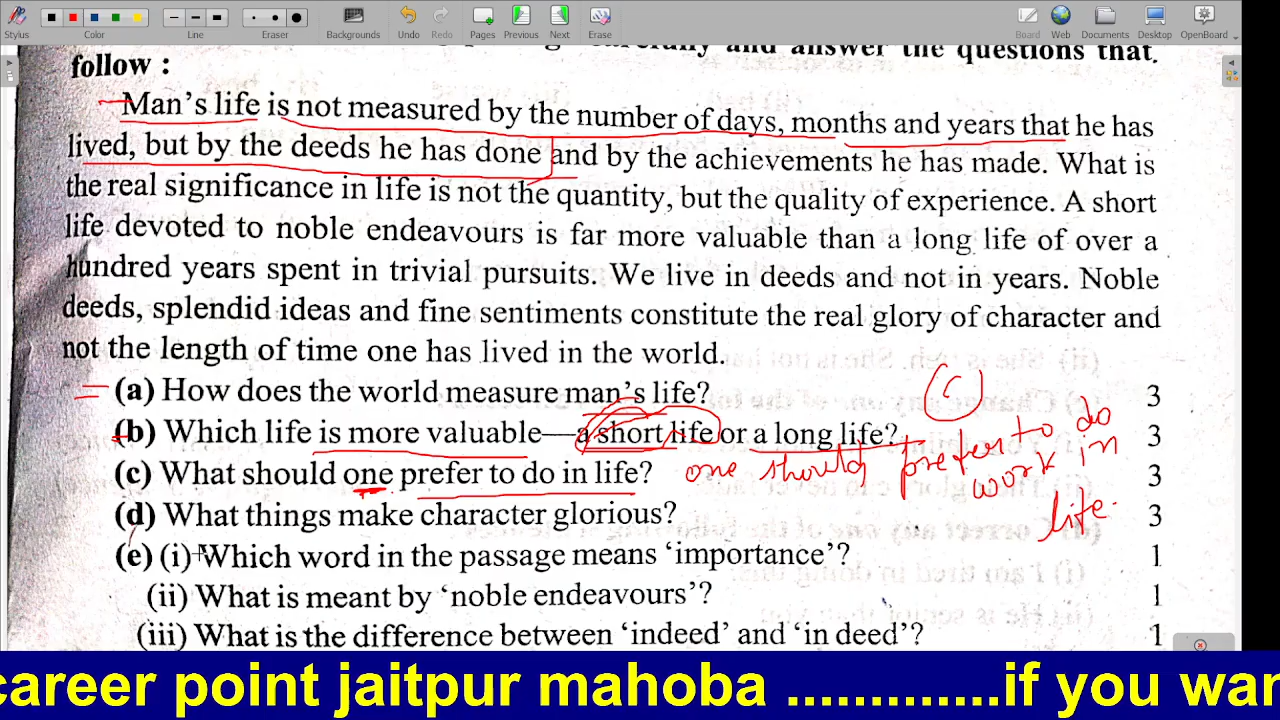 Stylus
Color
Line
Eraser
Backgrounds
Undo
Redo
Pages
Previous
Next
Erase
Board
Web
Documents
Desktop
OpenBoard
and answer the questions that
follow :
Man's life is not measured by the number of days, months and years that he has
lived, but by the deeds he has done and by the achievements he has made. What is
the real significance in life is not the quantity, but the quality of experience. A short
life devoted to noble endeavours is far more valuable than a long life of over a
hundred years spent in trivial pursuits. We live in deeds and not in years. Noble
deeds, splendid ideas and fine sentiments constitute the real glory of character and
not the length of time one has lived in the world.
(a) How does the world measure man's life? 3
(b) Which life is more valuable—a short life or a long life? 3
(c) What should one prefer to do in life? 3
(d) What things make character glorious? 3
(e) (i) Which word in the passage means 'importance'? 1
(ii) What is meant by 'noble endeavours'? 1
(iii) What is the difference between 'indeed' and 'in deed'? 1
(C)
one should prefer to do
work in
life.
career point jaitpur mahoba .............if you wan